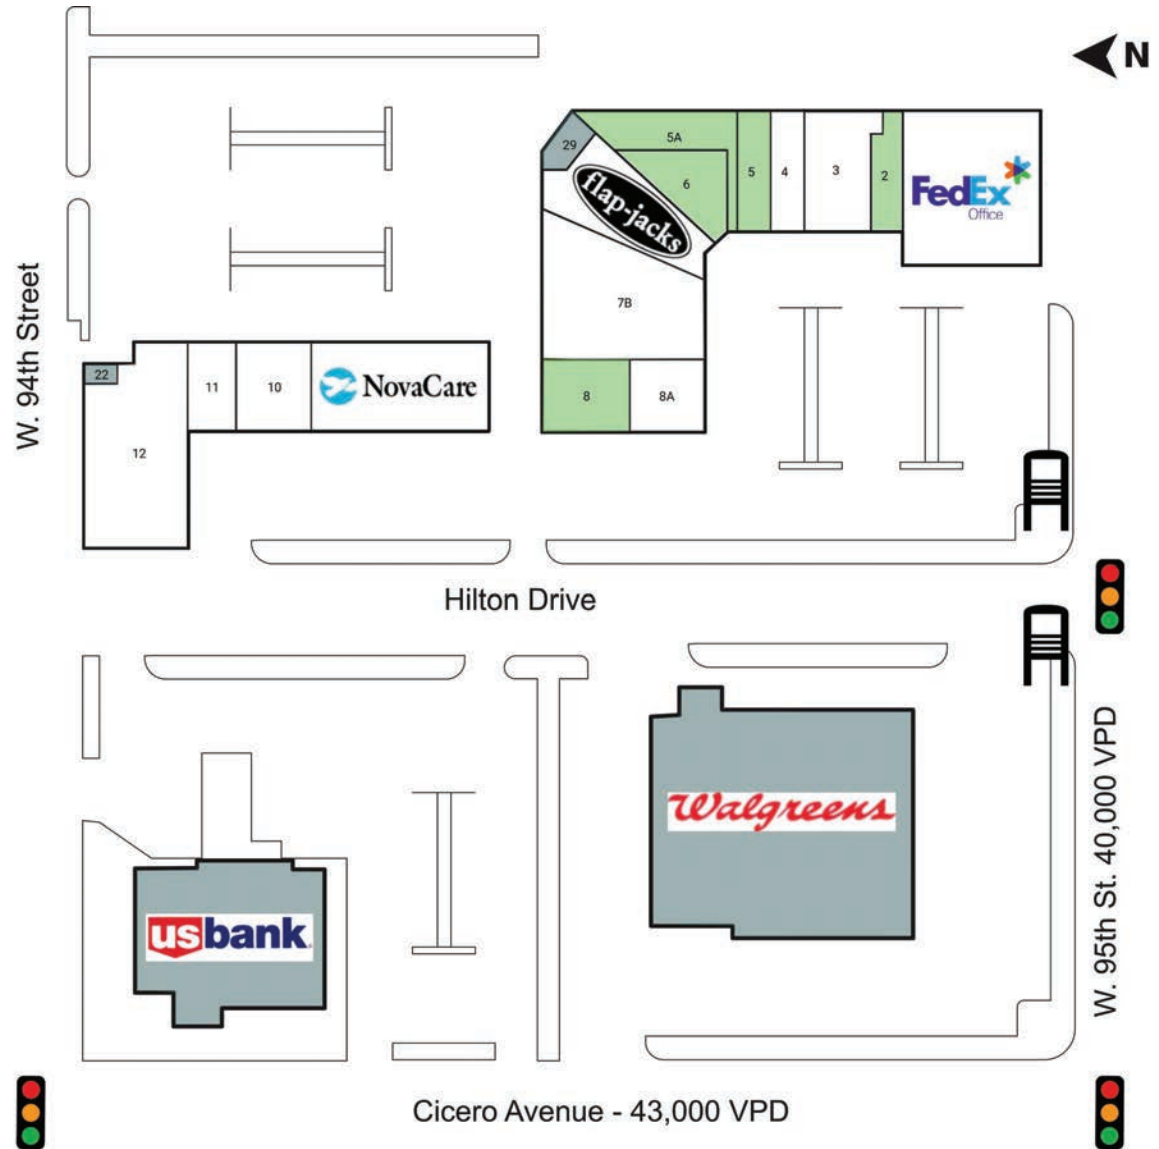 N
29
5A
6
5
4
3
2
FedEx
Office
flap-jacks
7B
8
8A
W. 94th Street
22
11
10
NovaCare
12
Hilton Drive
Walgreens
usbank
W. 95th St. 40,000 VPD
Cicero Avenue - 43,000 VPD